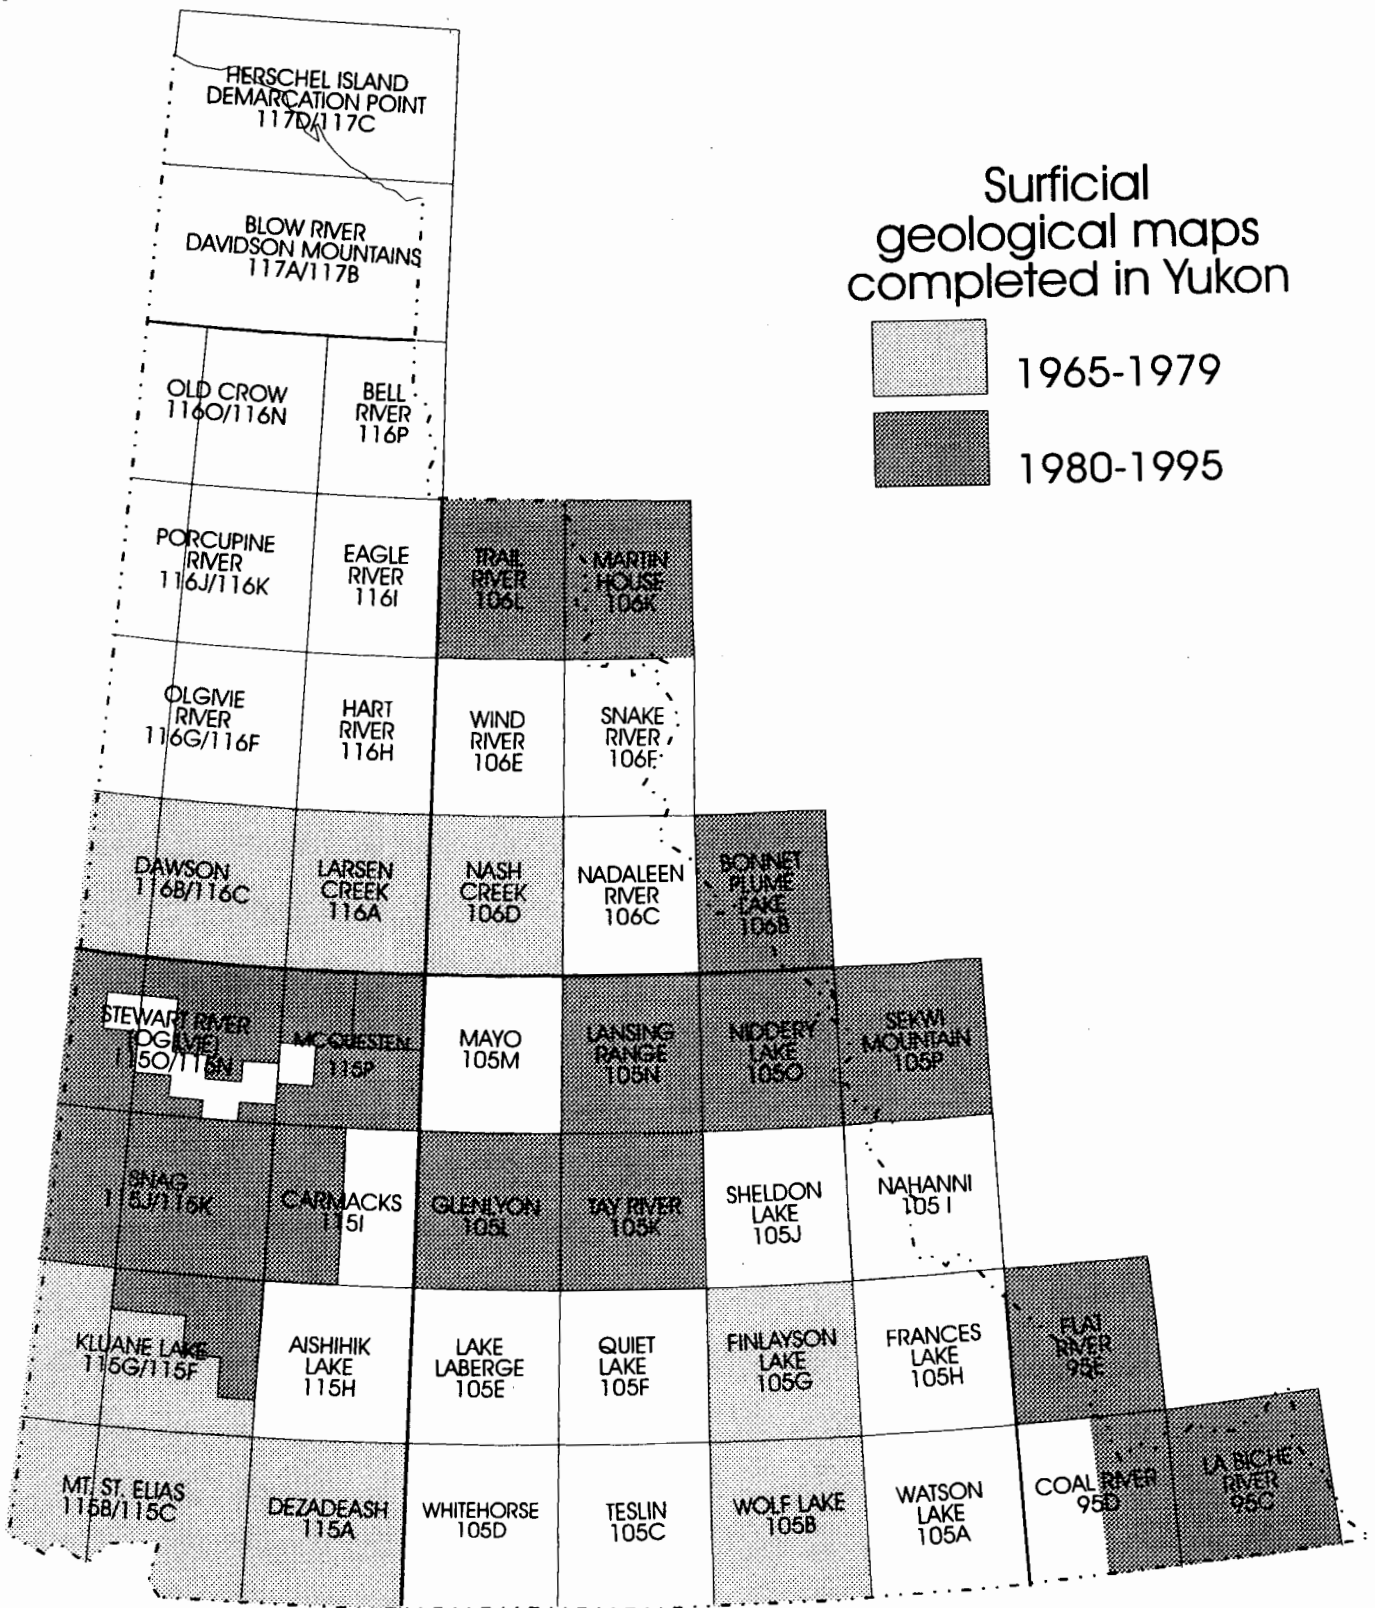 HERSCHEL ISLAND
DEMARCATION POINT
117D/117C
BLOW RIVER
DAVIDSON MOUNTAINS
117A/117B
Surficial
geological maps
completed in Yukon
1965-1979
1980-1995
OLD CROW
116O/116N
BELL
RIVER
116P
PORCUPINE
RIVER
116J/116K
EAGLE
RIVER
116I
TRAIL
RIVER
106L
MARTIN
HOUSE
106K
OLGIVIE
RIVER
116G/116F
HART
RIVER
116H
WIND
RIVER
106E
SNAKE
RIVER
106F
DAWSON
116B/116C
LARSEN
CREEK
116A
NASH
CREEK
106D
NADALEEN
RIVER
106C
BONNET
PLUME
LAKE
106B
STEWART RIVER
(OGILVIE)
115O/115N
MCQUESTEN
115P
MAYO
105M
LANSING
RANGE
105N
NIDDERY
LAKE
105O
SEKWI
MOUNTAIN
105P
SNAG
115J/115K
CARMACKS
115I
GLENLYON
105L
TAY RIVER
105K
SHELDON
LAKE
105J
NAHANNI
105 I
KLUANE LAKE
115G/115F
AISHIHIK
LAKE
115H
LAKE
LABERGE
105E
QUIET
LAKE
105F
FINLAYSON
LAKE
105G
FRANCES
LAKE
105H
FLAT
RIVER
95E
MT. ST. ELIAS
115B/115C
DEZADEASH
115A
WHITEHORSE
105D
TESLIN
105C
WOLF LAKE
105B
WATSON
LAKE
105A
COAL RIVER
95D
LA BICHE
RIVER
95C